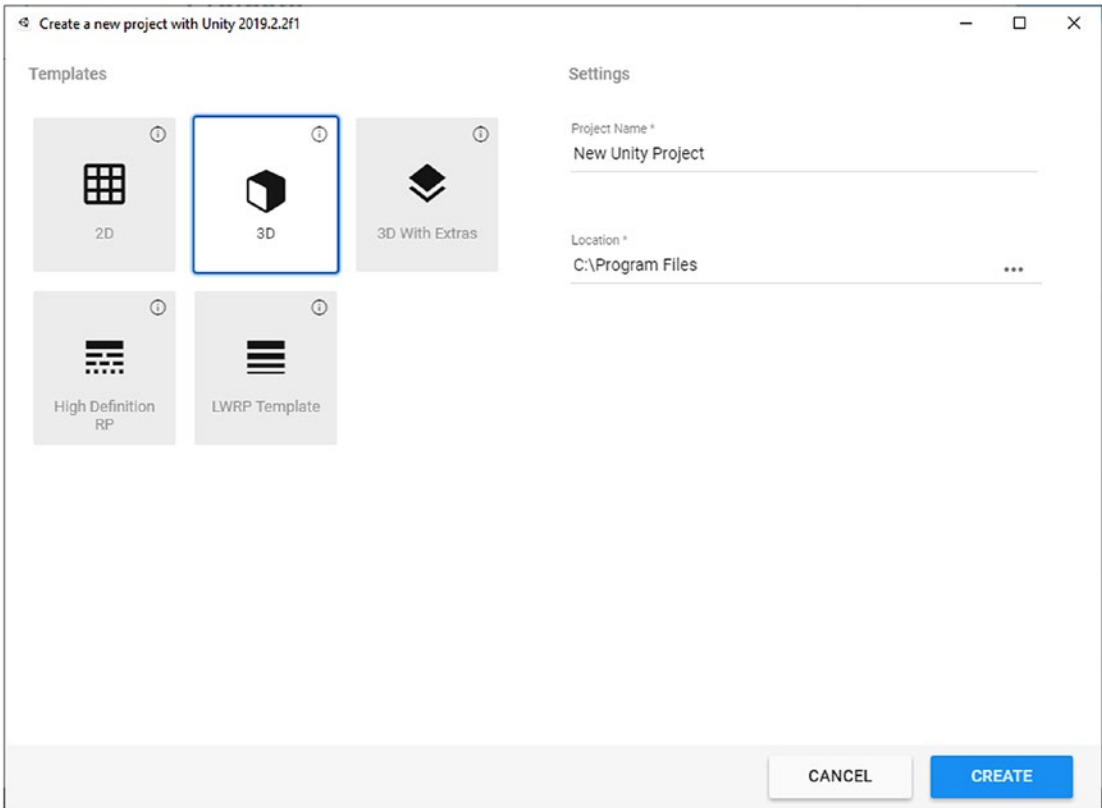 Create a new project with Unity 2019.2.2f1
Templates
Settings
2D
3D
3D With Extras
High Definition
RP
LWRP Template
Project Name *
New Unity Project
Location *
C:\Program Files
CANCEL
CREATE